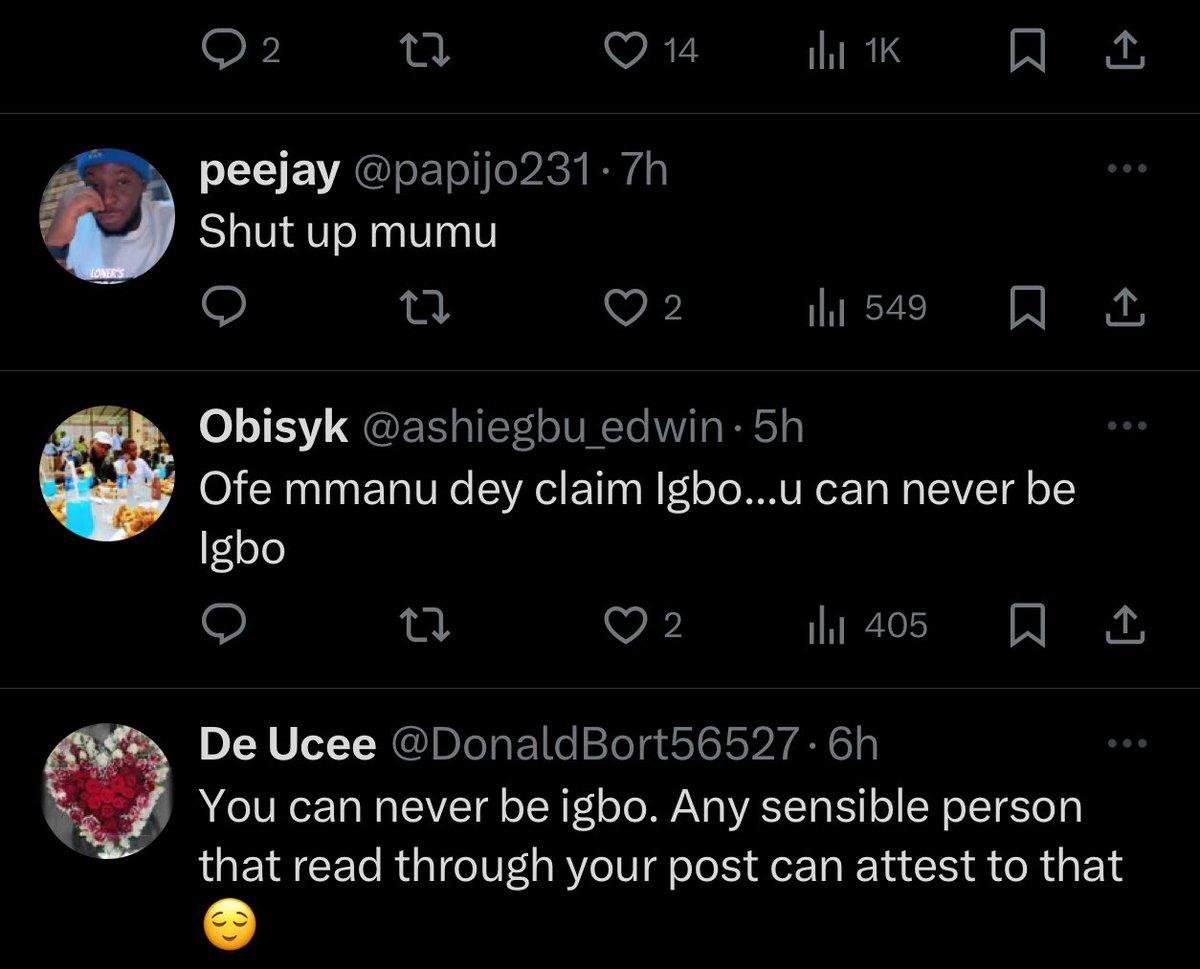 2 14 1K
peejay @papijo231 · 7h
Shut up mumu
2 549
LONER'S
Obisyk @ashiegbu_edwin · 5h
Ofe mmanu dey claim Igbo...u can never be
Igbo
2 405
De Ucee @DonaldBort56527 · 6h
You can never be igbo. Any sensible person
that read through your post can attest to that
😌